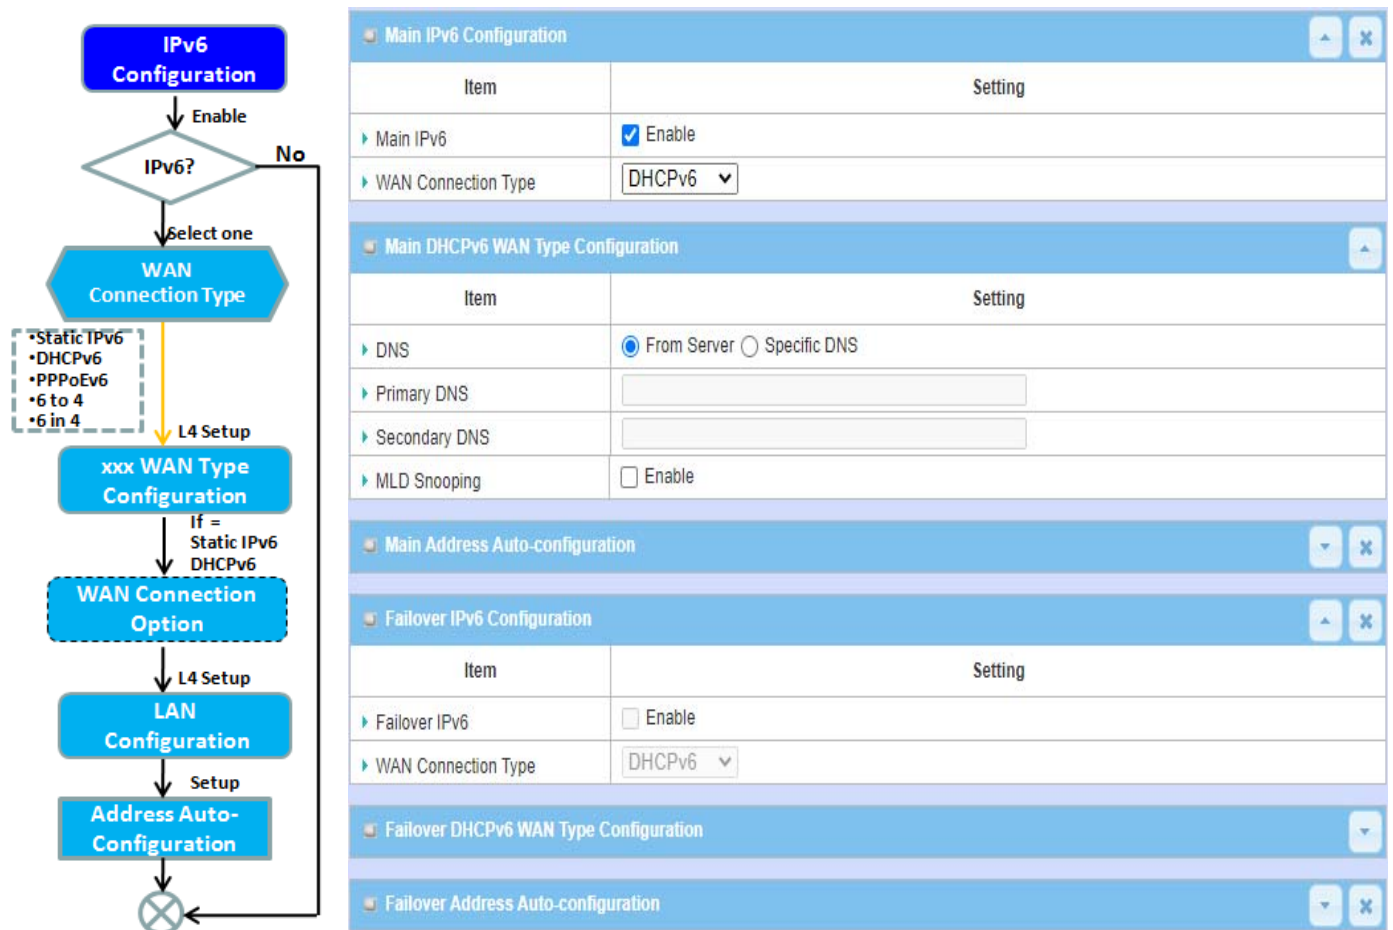 IPv6
Configuration
Enable
IPv6?
No
Select one
WAN
Connection Type
•Static IPv6
•DHCPv6
•PPPoEv6
•6 to 4
•6 in 4
L4 Setup
xxx WAN Type
Configuration
If =
Static IPv6
DHCPv6
WAN Connection
Option
L4 Setup
LAN
Configuration
Setup
Address Auto-
Configuration
Main IPv6 Configuration
Item Setting
Main IPv6 Enable
WAN Connection Type DHCPv6
Main DHCPv6 WAN Type Configuration
Item Setting
DNS From Server Specific DNS
Primary DNS
Secondary DNS
MLD Snooping Enable
Main Address Auto-configuration
Failover IPv6 Configuration
Item Setting
Failover IPv6 Enable
WAN Connection Type DHCPv6
Failover DHCPv6 WAN Type Configuration
Failover Address Auto-configuration